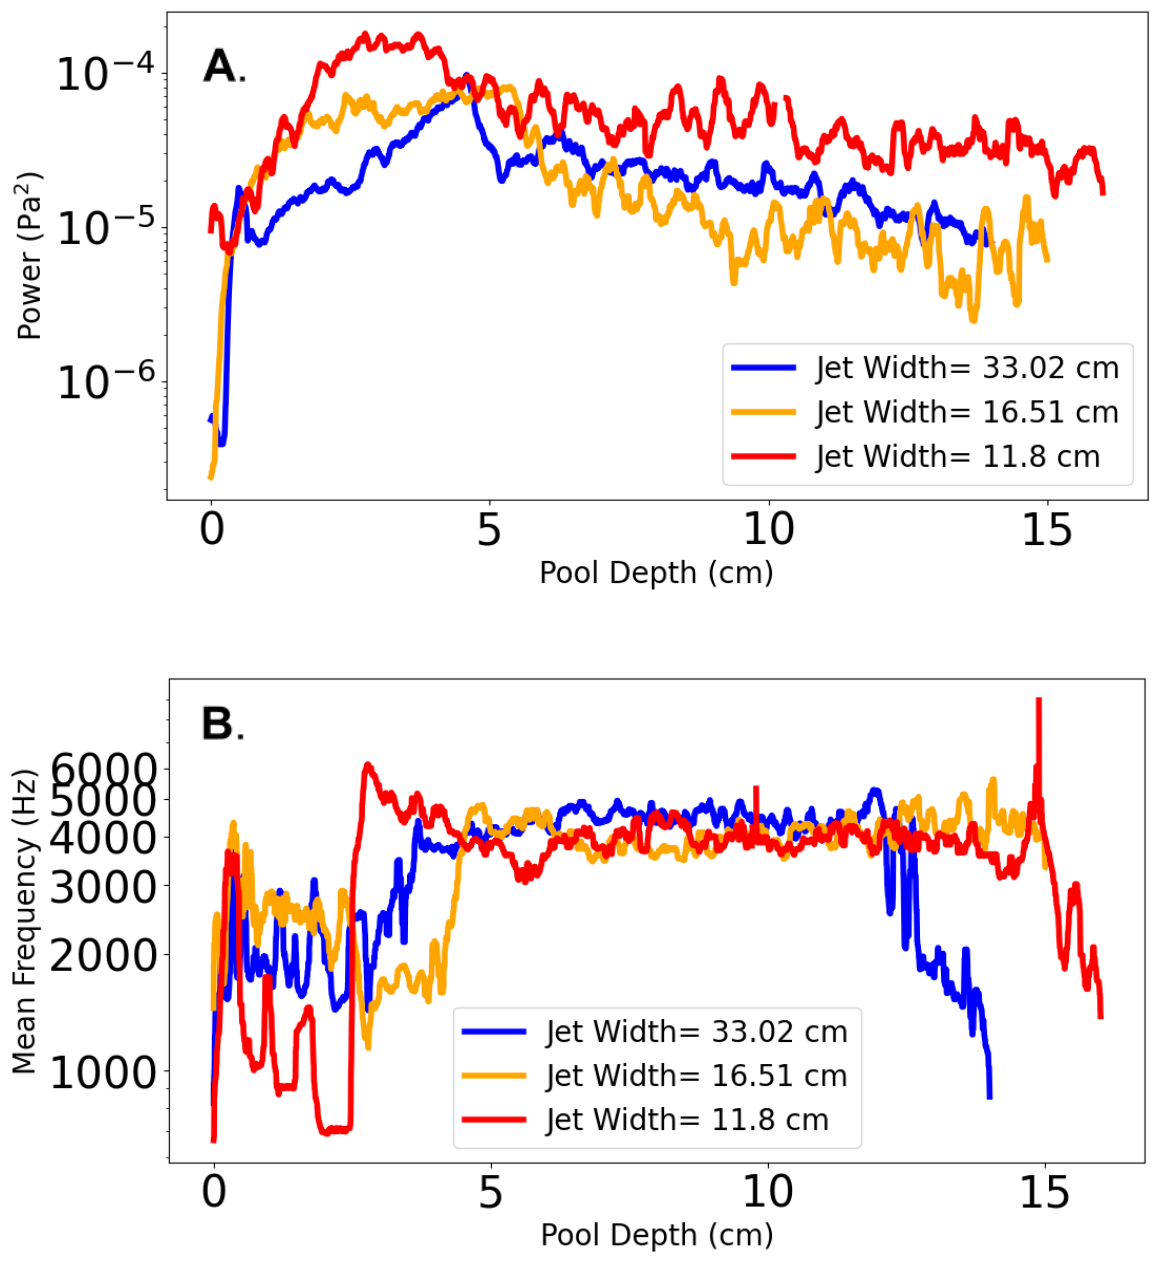 A.
10⁻⁴
10⁻⁵
10⁻⁶
Power (Pa²)
Jet Width= 33.02 cm
Jet Width= 16.51 cm
Jet Width= 11.8 cm
0 5 10 15
Pool Depth (cm)
B.
6000
5000
4000
3000
2000
1000
Mean Frequency (Hz)
Jet Width= 33.02 cm
Jet Width= 16.51 cm
Jet Width= 11.8 cm
0 5 10 15
Pool Depth (cm)